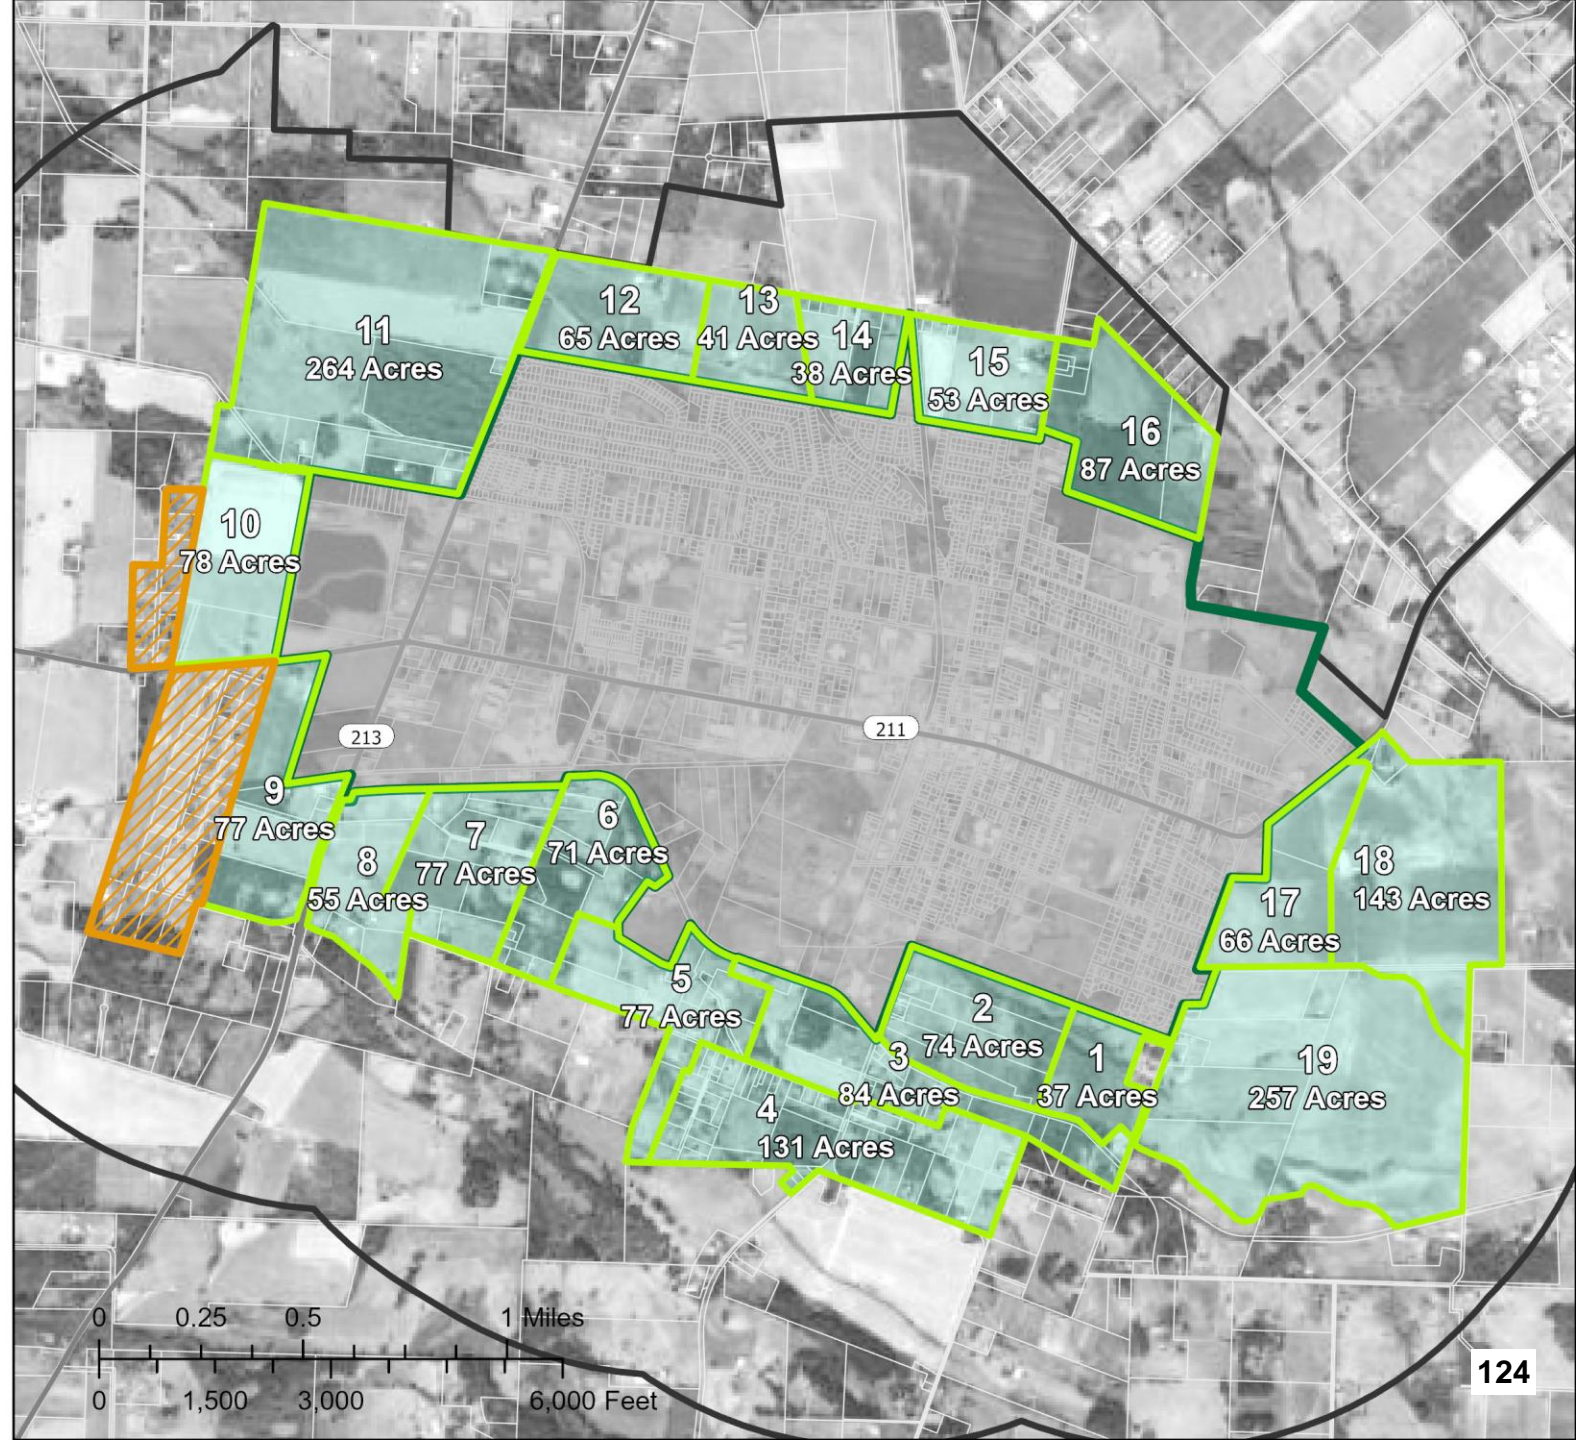 11
264 Acres
12
65 Acres
13
41 Acres
14
38 Acres
15
53 Acres
16
87 Acres
10
78 Acres
213
211
9
77 Acres
8
55 Acres
7
77 Acres
6
71 Acres
5
77 Acres
4
131 Acres
3
84 Acres
2
74 Acres
1
37 Acres
17
66 Acres
18
143 Acres
19
257 Acres
0 0.25 0.5 1 Miles
0 1,500 3,000 6,000 Feet
124